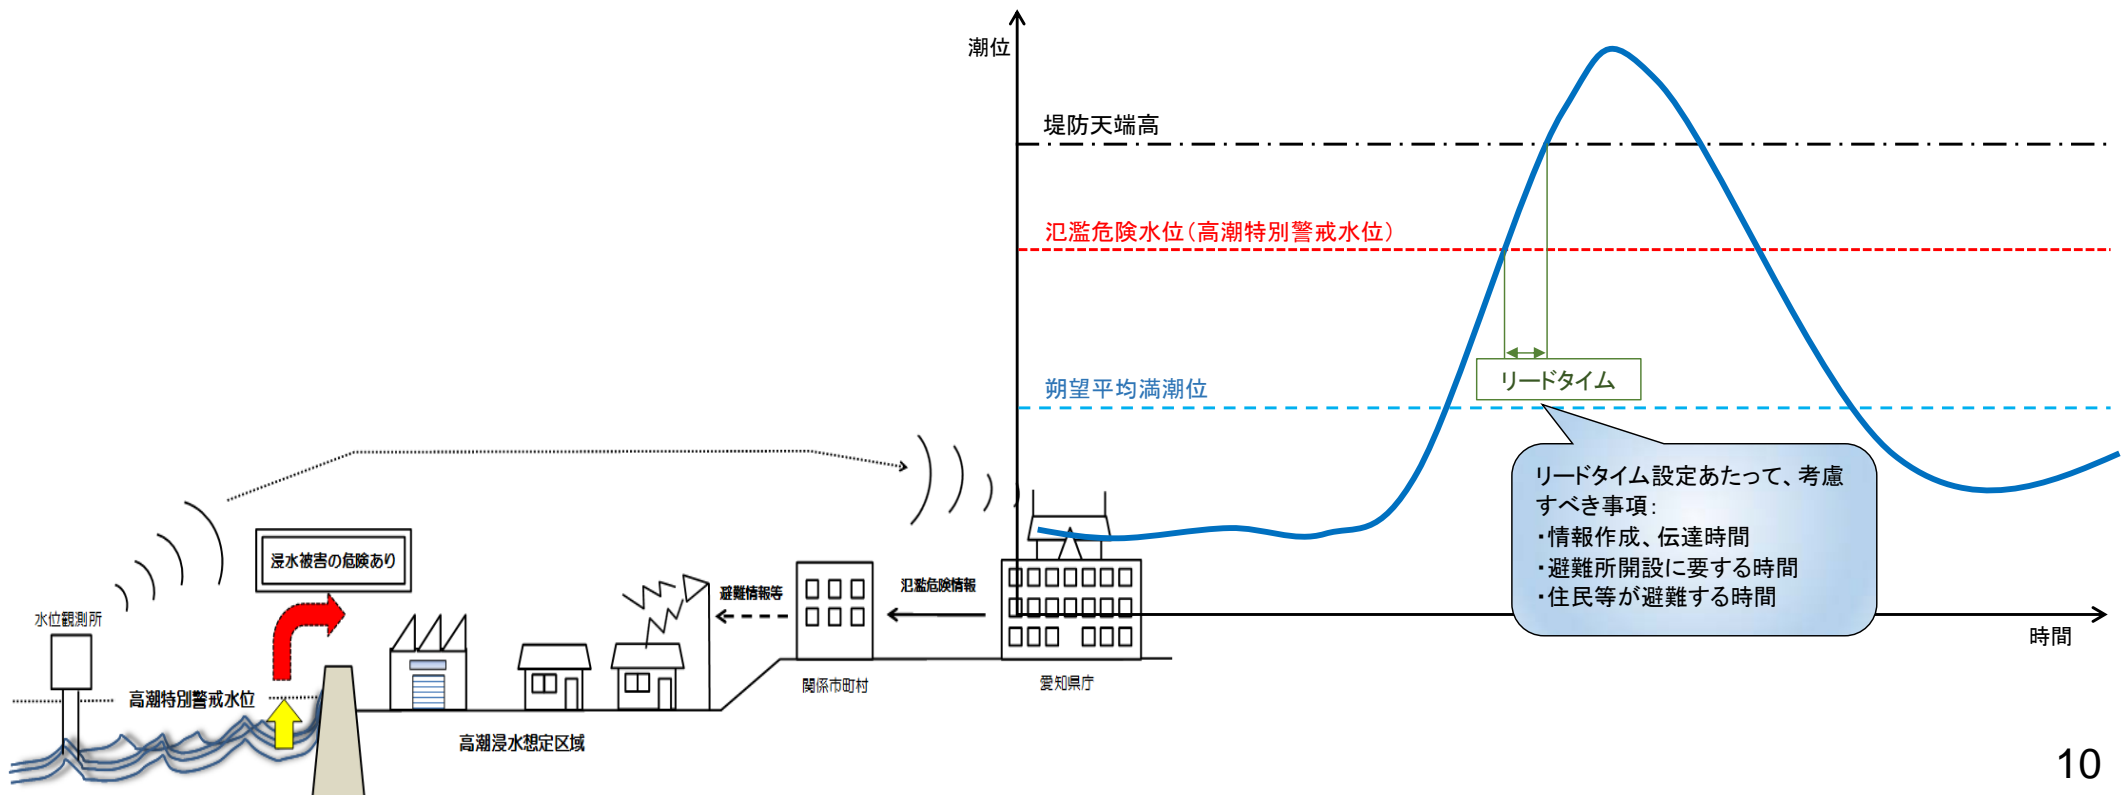 潮位
堤防天端高
氾濫危険水位(高潮特別警戒水位)
リードタイム
朔望平均満潮位
リードタイム設定あたって、考慮
すべき事項:
・情報作成、伝達時間
・避難所開設に要する時間
・住民等が避難する時間
時間
浸水被害の危険あり
水位観測所
高潮特別警戒水位
避難情報等
氾濫危険情報
関係市町村
愛知県庁
高潮浸水想定区域
10